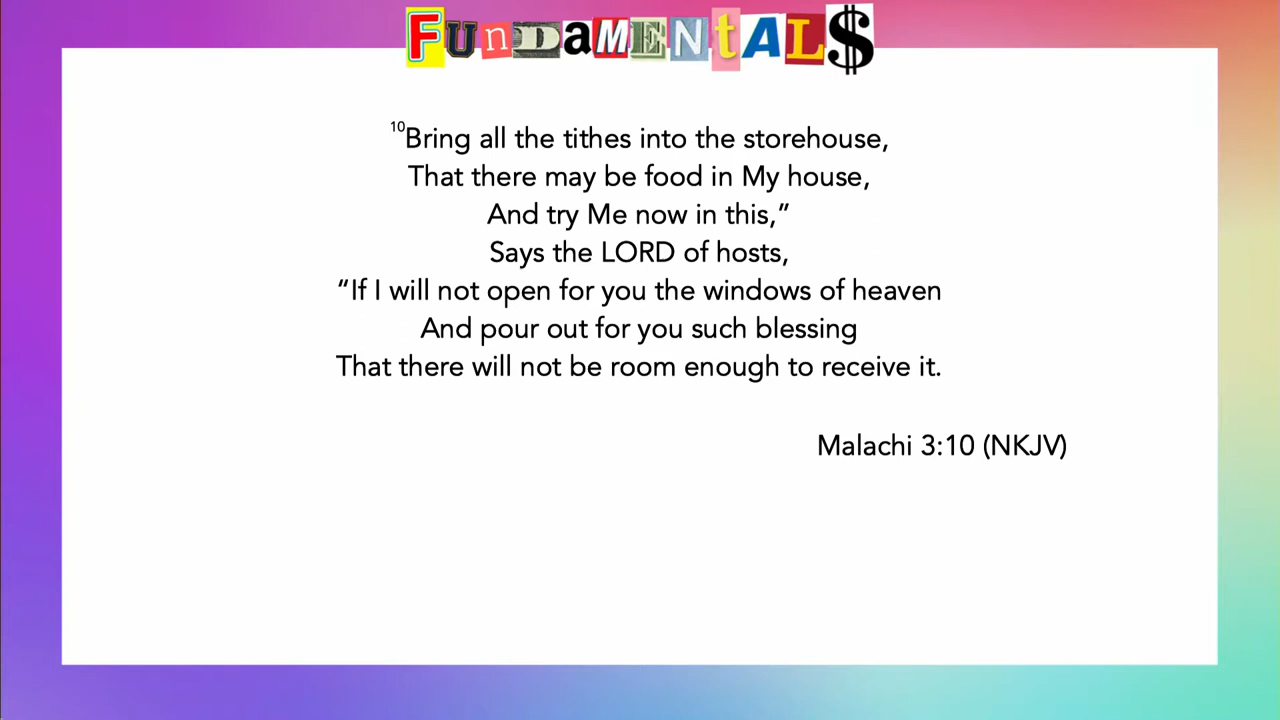 FUnDaMENtAL$
10Bring all the tithes into the storehouse,
That there may be food in My house,
And try Me now in this,”
Says the LORD of hosts,
“If I will not open for you the windows of heaven
And pour out for you such blessing
That there will not be room enough to receive it.
Malachi 3:10 (NKJV)